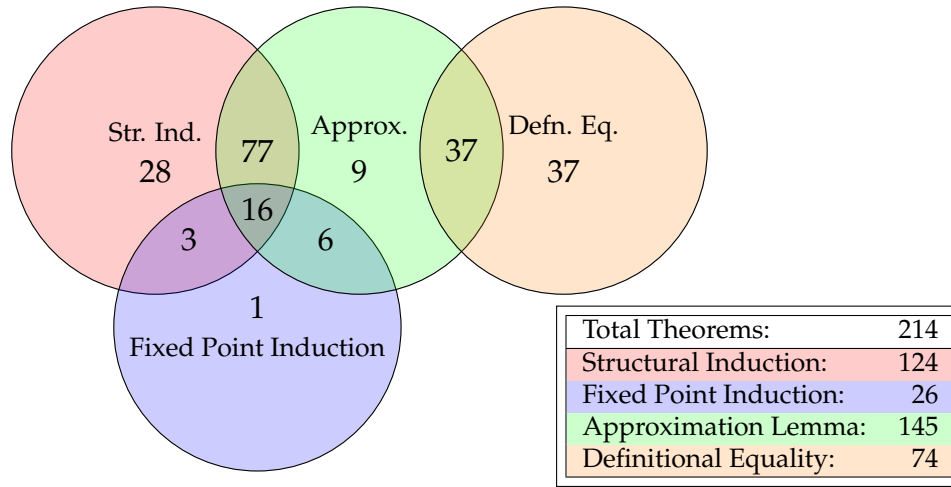 Str. Ind.
28
77
Approx.
9
37
Defn. Eq.
37
16
3
6
1
Fixed Point Induction
Total Theorems: 214
Structural Induction: 124
Fixed Point Induction: 26
Approximation Lemma: 145
Definitional Equality: 74